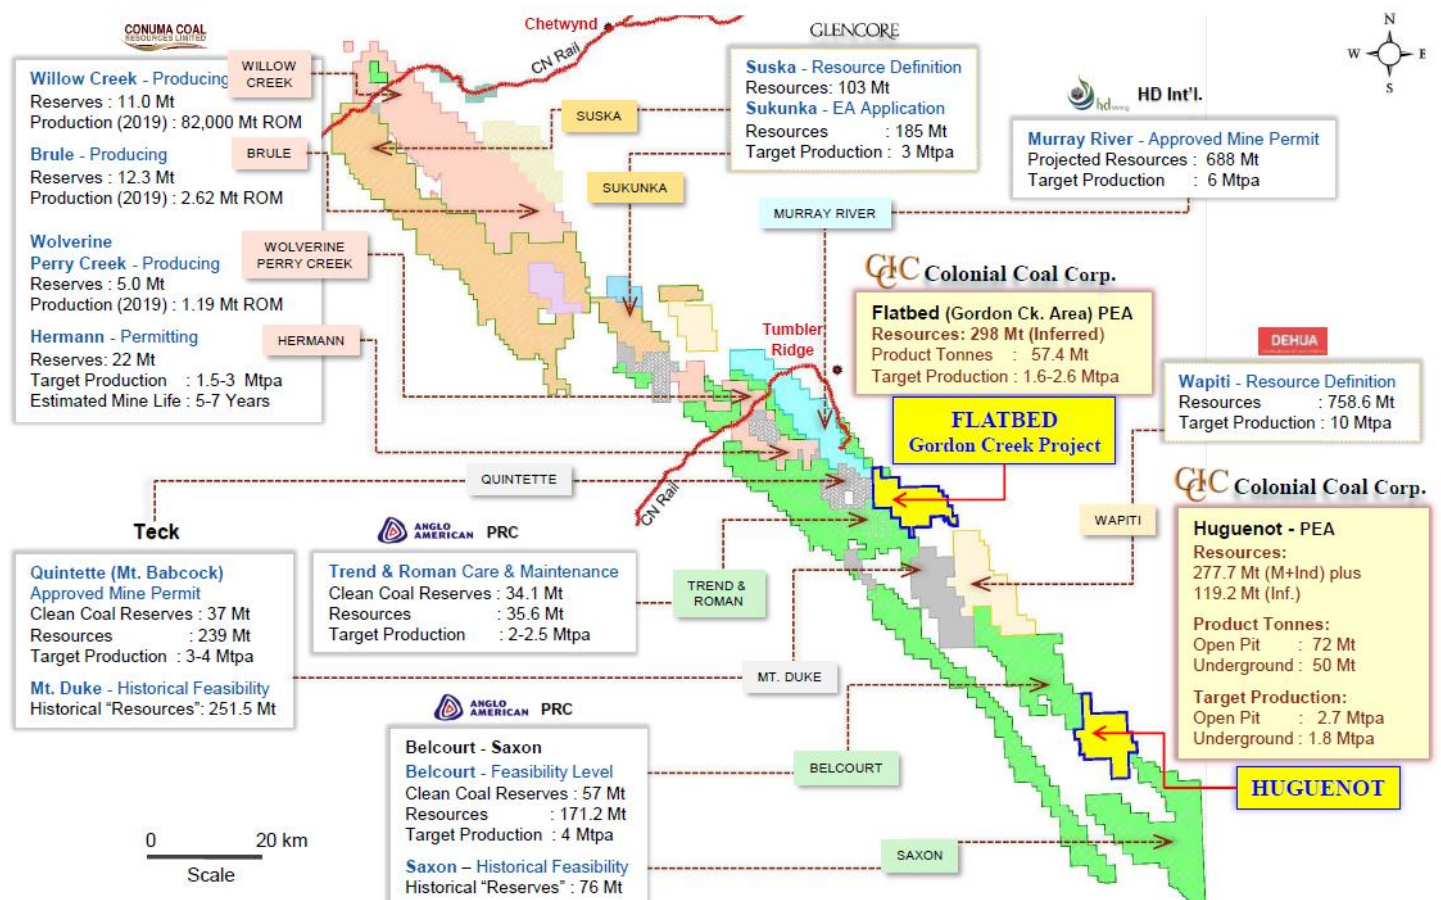 CONUMA COAL
RESOURCES LIMITED
Willow Creek - Producing
Reserves : 11.0 Mt
Production (2019) : 82,000 Mt ROM
Brule - Producing
Reserves : 12.3 Mt
Production (2019) : 2.62 Mt ROM
Wolverine
Perry Creek - Producing
Reserves : 5.0 Mt
Production (2019) : 1.19 Mt ROM
Hermann - Permitting
Reserves: 22 Mt
Target Production : 1.5-3 Mtpa
Estimated Mine Life : 5-7 Years
WILLOW
CREEK
BRULE
WOLVERINE
PERRY CREEK
HERMANN
Chetwynd
CN Rail
SUSKA
SUKUNKA
GLENCORE
Suska - Resource Definition
Resources: 103 Mt
Sukunka - EA Application
Resources : 185 Mt
Target Production : 3 Mtpa
N
W
E
S
hd mining
HD Int'l.
Murray River - Approved Mine Permit
Projected Resources : 688 Mt
Target Production : 6 Mtpa
MURRAY RIVER
CCIC Colonial Coal Corp.
Flatbed (Gordon Ck. Area) PEA
Resources: 298 Mt (Inferred)
Product Tonnes : 57.4 Mt
Target Production : 1.6-2.6 Mtpa
Tumbler
Ridge
FLATBED
Gordon Creek Project
DEHUA
Wapiti - Resource Definition
Resources : 758.6 Mt
Target Production : 10 Mtpa
WAPITI
CCIC Colonial Coal Corp.
Huguenot - PEA
Resources:
277.7 Mt (M+Ind) plus
119.2 Mt (Inf.)
Product Tonnes:
Open Pit : 72 Mt
Underground : 50 Mt
Target Production:
Open Pit : 2.7 Mtpa
Underground : 1.8 Mtpa
HUGUENOT
QUINTETTE
CN Rail
Teck
Quintette (Mt. Babcock)
Approved Mine Permit
Clean Coal Reserves : 37 Mt
Resources : 239 Mt
Target Production : 3-4 Mtpa
Mt. Duke - Historical Feasibility
Historical “Resources”: 251.5 Mt
ANGLO
AMERICAN PRC
Trend & Roman Care & Maintenance
Clean Coal Reserves : 34.1 Mt
Resources : 35.6 Mt
Target Production : 2-2.5 Mtpa
TREND &
ROMAN
MT. DUKE
ANGLO
AMERICAN PRC
Belcourt - Saxon
Belcourt - Feasibility Level
Clean Coal Reserves : 57 Mt
Resources : 171.2 Mt
Target Production : 4 Mtpa
Saxon – Historical Feasibility
Historical “Reserves” : 76 Mt
BELCOURT
SAXON
0 20 km
Scale